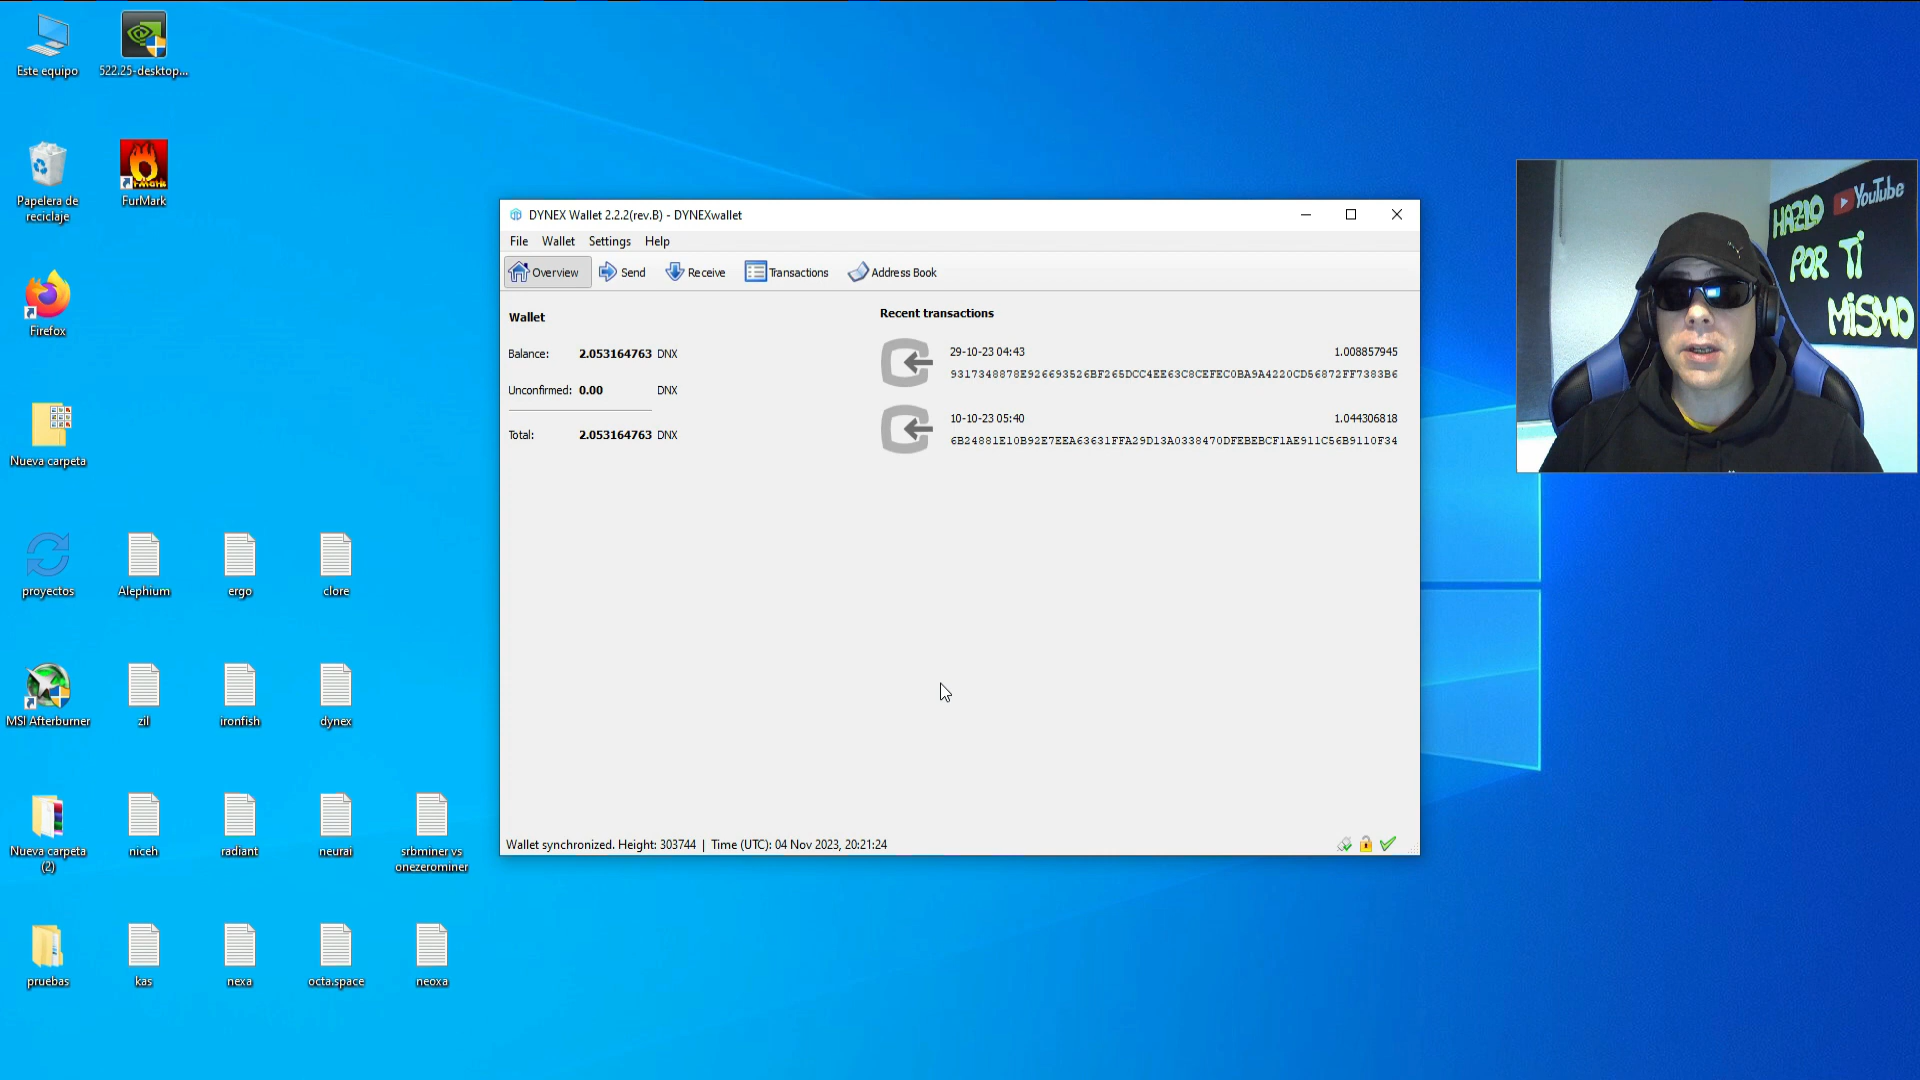 Este equipo
522.25-desktop...
Papelera de
reciclaje
FurMark
Firefox
Nueva carpeta
proyectos
Alephium
ergo
clore
MSI Afterburner
zil
ironfish
dynex
Nueva carpeta
(2)
niceh
radiant
neurai
srbminer vs
onezerominer
pruebas
kas
nexa
octa.space
neoxa
DYNEX Wallet 2.2.2(rev.B) - DYNEXwallet
File Wallet Settings Help
Overview Send Receive Transactions Address Book
Wallet
Balance: 2.053164763 DNX
Unconfirmed: 0.00 DNX
Total: 2.053164763 DNX
Recent transactions
29-10-23 04:43 1.008857945
9317348878E926693526BF265DCC4EE63C8CEFEC0BA9A4220CD56872FF7383B6
10-10-23 05:40 1.044306818
6B24881E10B92E7EEA63631FFA29D13A0338470DFEBEBCF1AE911C56B9110F34
Wallet synchronized. Height: 303744 | Time (UTC): 04 Nov 2023, 20:21:24
YouTube
HAZLO
POR TI
MiSMO